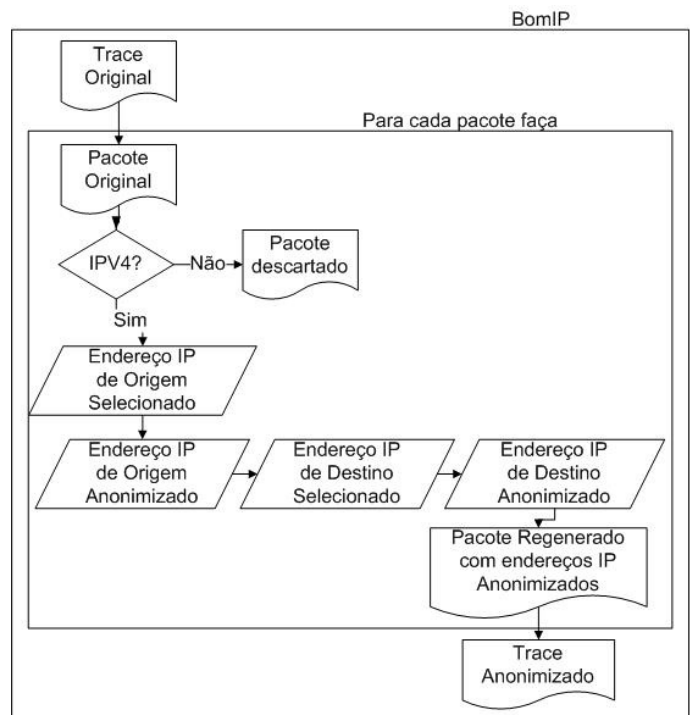 BomIP
Trace
Original
Para cada pacote faça
Pacote
Original
IPV4?
Não
Pacote
descartado
Sim
Endereço IP
de Origem
Selecionado
Endereço IP
de Origem
Anonimizado
Endereço IP
de Destino
Selecionado
Endereço IP
de Destino
Anonimizado
Pacote Regenerado
com endereços IP
Anonimizados
Trace
Anonimizado